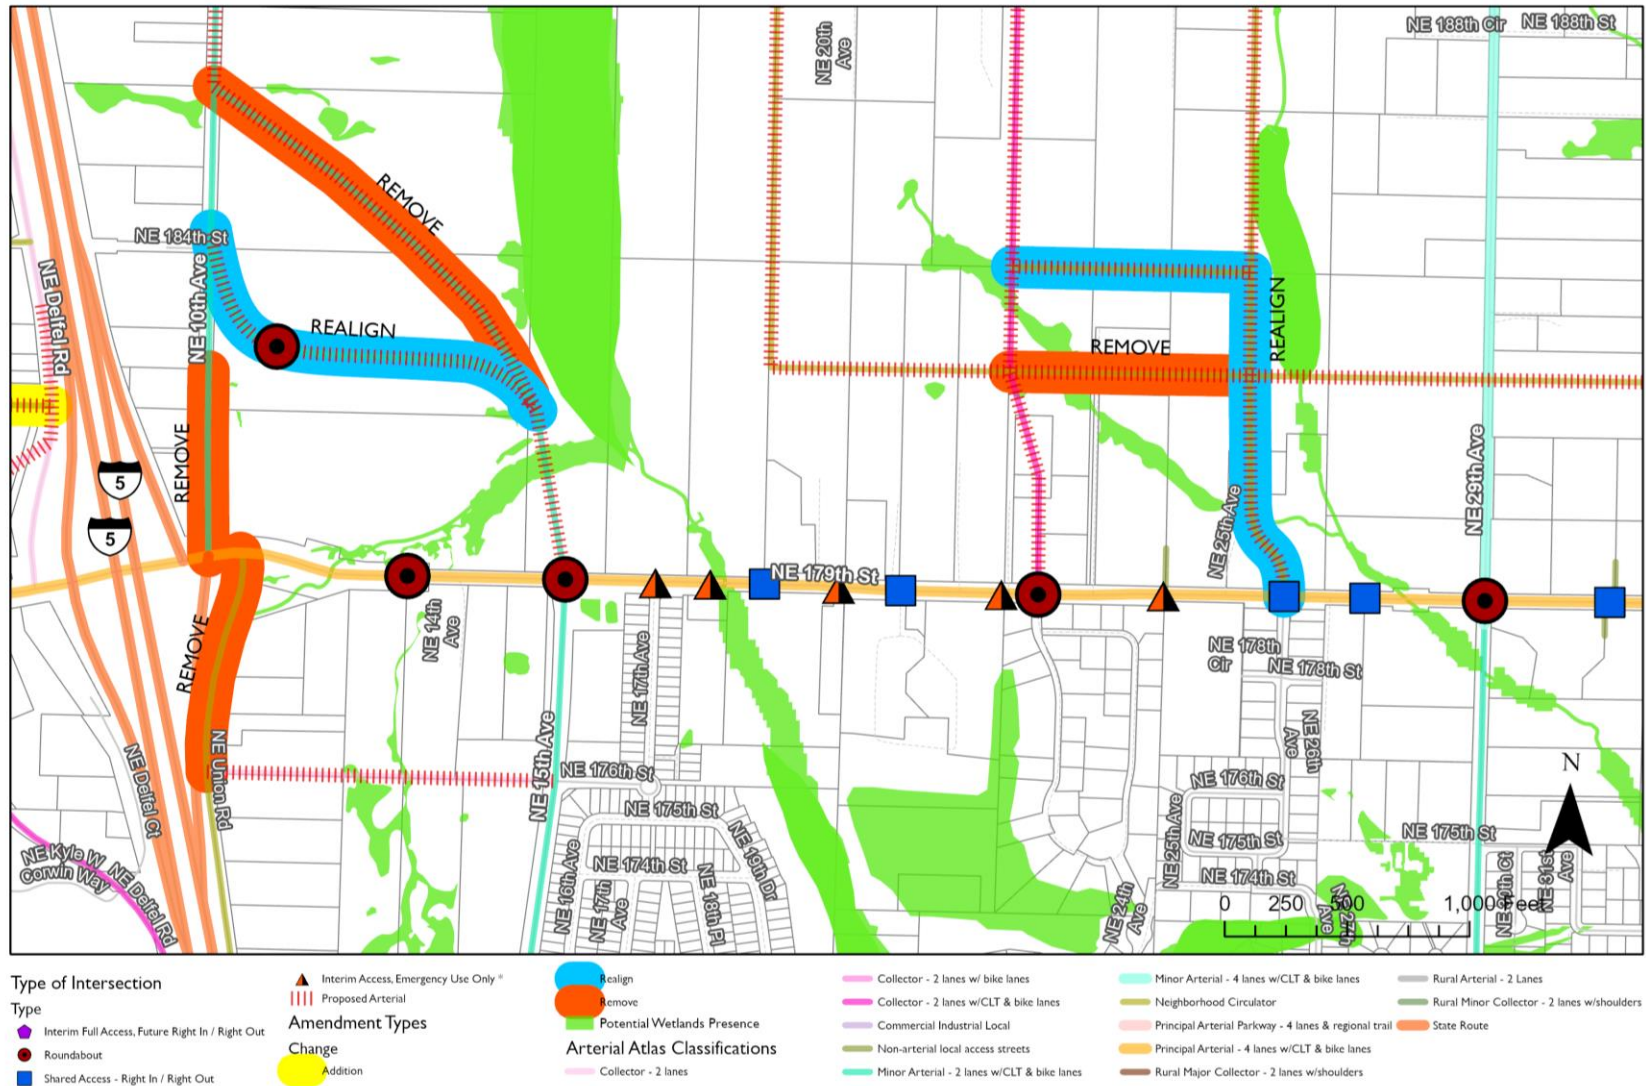 NE 188th Cir
NE 188th St
NE 20th
Ave
REMOVE
NE 184th St
NE Delfel Rd
NE 10th Ave
REALIGN
REALIGN
REMOVE
REMOVE
5
5
NE 29th Ave
NE 25th Ave
NE 179th St
NE 14th
Ave
REMOVE
NE 17th Ave
NE 178th
Cir
NE 178th St
NE 26th
Ave
NE Union Rd
NE Delfel Ct
NE 15th Ave
NE 176th St
NE 175th St
NE 174th St
NE 16th Ave
NE 17th
Ave
NE 18th Pl
NE 19th Dr
NE Kyle W
Corwin Way
NE Delfel Rd
NE 176th St
NE 175th St
NE 25th Ave
NE 174th St
NE 24th
Ave
NE 27th
Ave
NE 175th St
NE 31st
Ave
N
0 250 500 1,000 Feet
Type of Intersection
Type
Interim Full Access, Future Right In / Right Out
Roundabout
Shared Access - Right In / Right Out
Interim Access, Emergency Use Only *
Proposed Arterial
Amendment Types
Change
Addition
Realign
Remove
Potential Wetlands Presence
Arterial Atlas Classifications
Collector - 2 lanes
Collector - 2 lanes w/ bike lanes
Collector - 2 lanes w/CLT & bike lanes
Commercial Industrial Local
Non-arterial local access streets
Minor Arterial - 2 lanes w/CLT & bike lanes
Minor Arterial - 4 lanes w/CLT & bike lanes
Neighborhood Circulator
Principal Arterial Parkway - 4 lanes & regional trail
Principal Arterial - 4 lanes w/CLT & bike lanes
Rural Major Collector - 2 lanes w/shoulders
Rural Arterial - 2 Lanes
Rural Minor Collector - 2 lanes w/shoulders
State Route